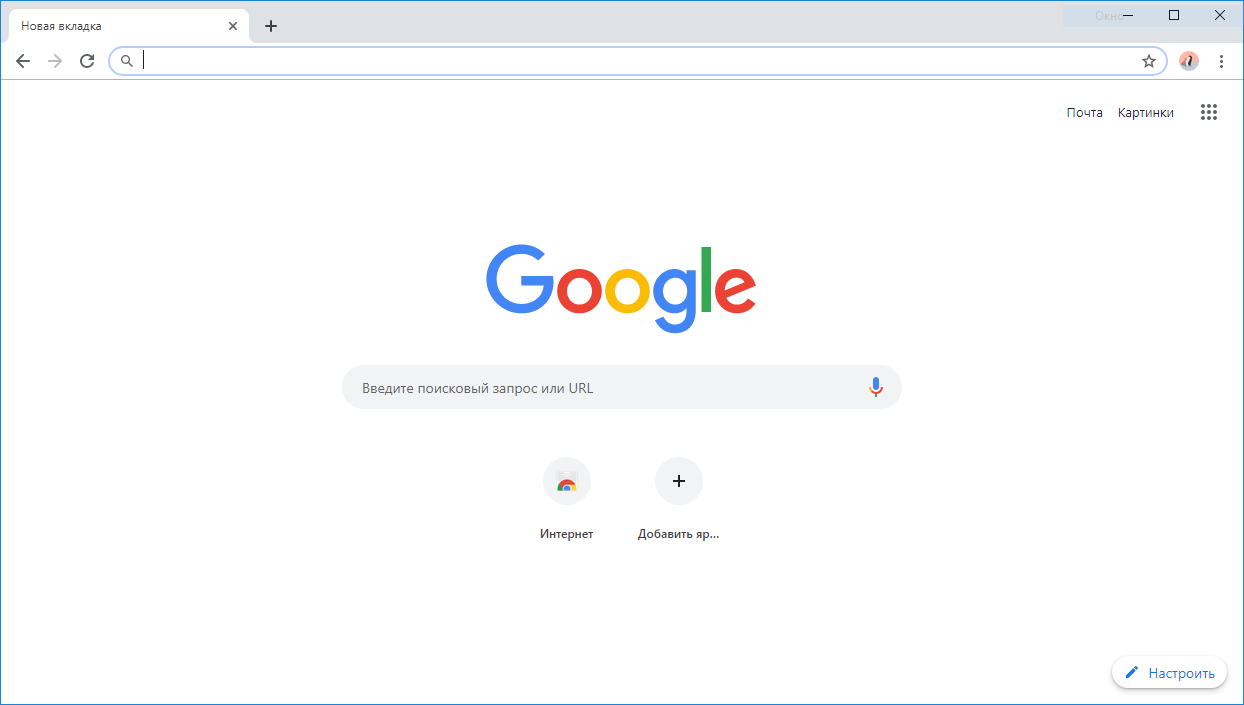 Новая вкладка
Окно
Почта Картинки
Google
Введите поисковый запрос или URL
Интернет Добавить яр...
Настроить